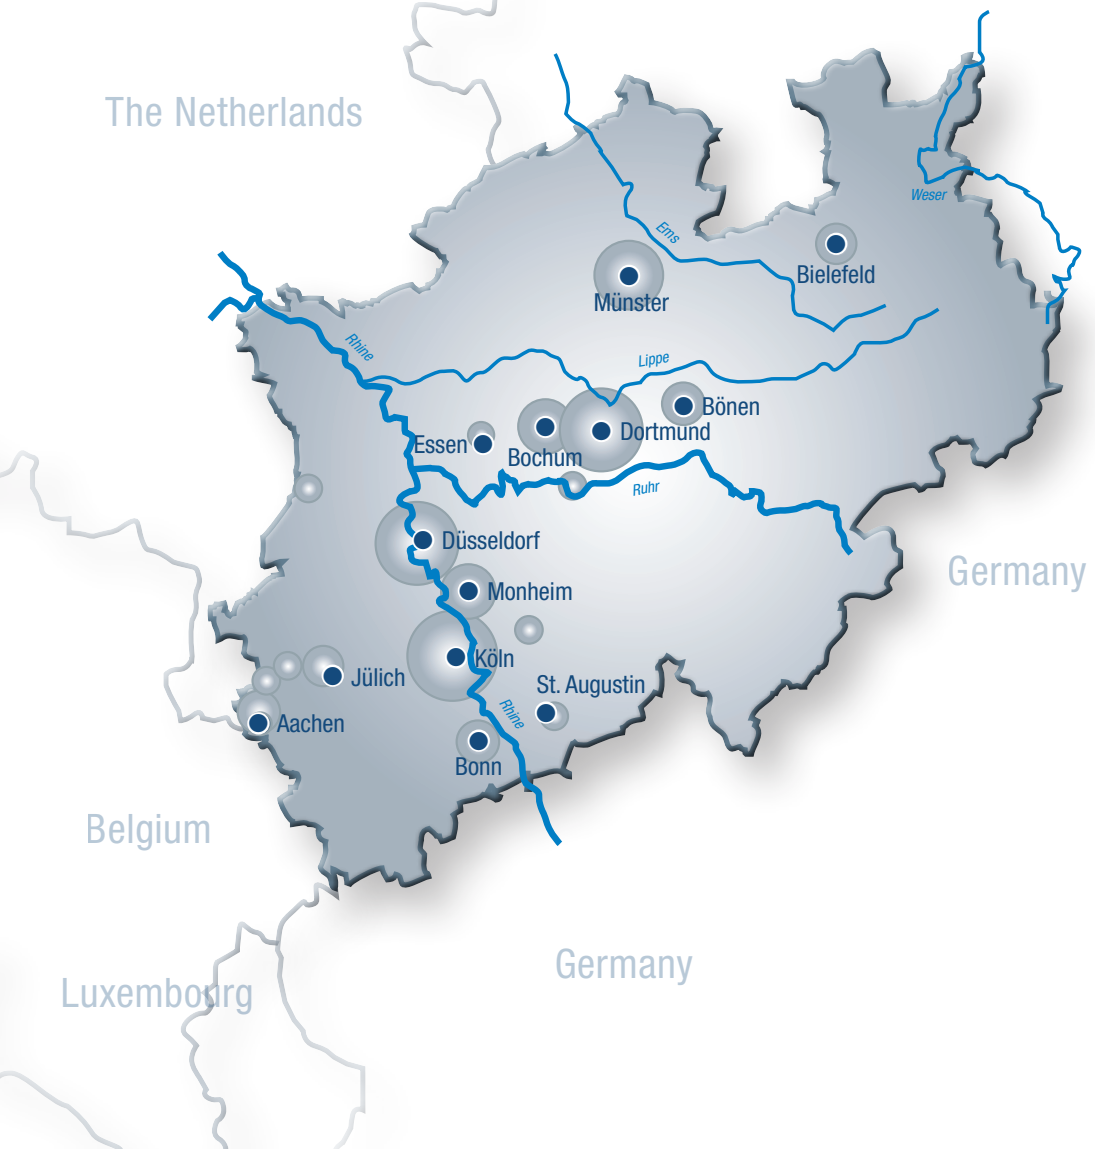 The Netherlands
Weser
Ems
Bielefeld
Münster
Rhine
Lippe
Bönen
Essen
Dortmund
Bochum
Ruhr
Düsseldorf
Germany
Monheim
Köln
Jülich
St. Augustin
Rhine
Aachen
Bonn
Belgium
Germany
Luxembourg